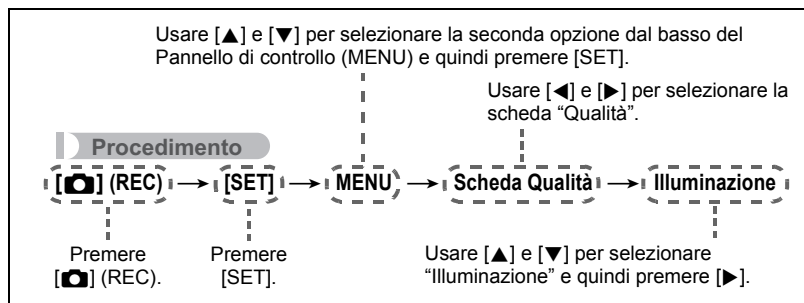 Usare [▲] e [▼] per selezionare la seconda opzione dal basso del
Pannello di controllo (MENU) e quindi premere [SET].
Usare [◀] e [▶] per selezionare la
scheda “Qualità”.
Procedimento
[📷] (REC) → [SET] → MENU → Scheda Qualità → Illuminazione
Premere
[📷] (REC).
Premere
[SET].
Usare [▲] e [▼] per selezionare
“Illuminazione” e quindi premere [▶].